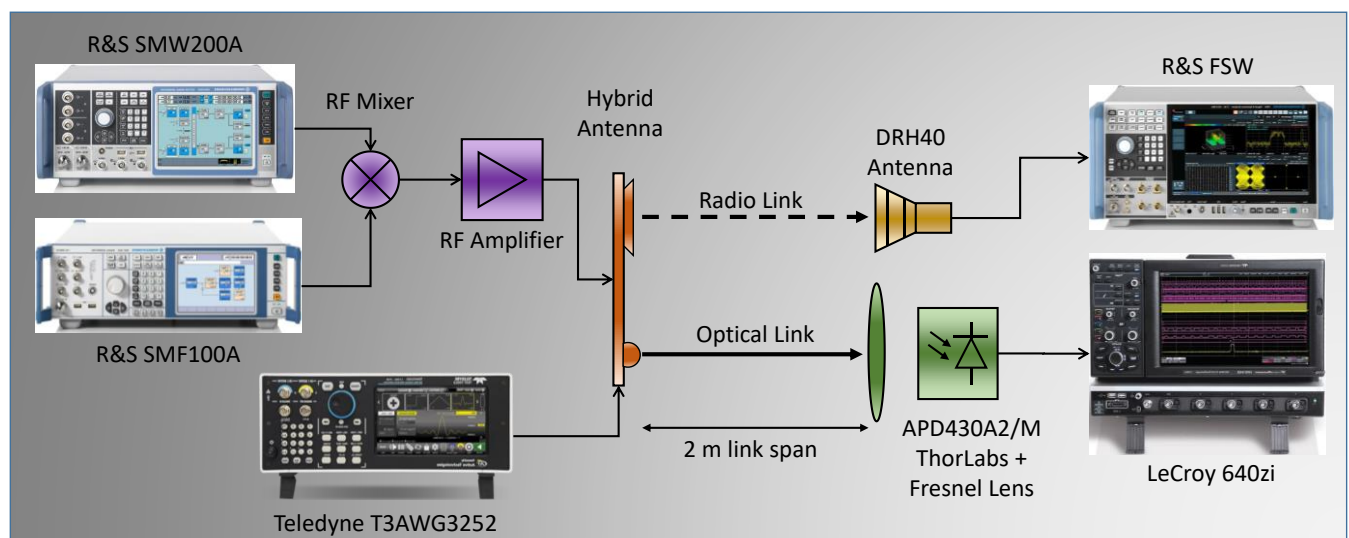 R&S SMW200A
RF Mixer
Hybrid
Antenna
R&S FSW
DRH40
Antenna
Radio Link
RF Amplifier
R&S SMF100A
Optical Link
2 m link span
APD430A2/M
ThorLabs +
Fresnel Lens
LeCroy 640zi
Teledyne T3AWG3252